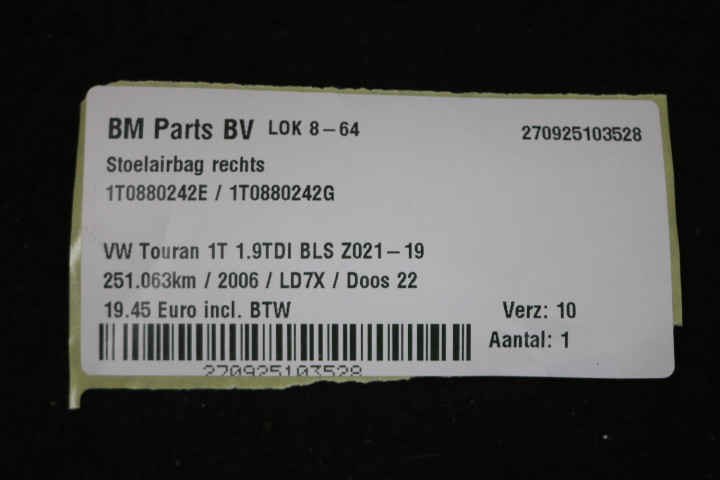 BM Parts BV LOK 8-64 270925103528
Stoelairbag rechts
1T0880242E / 1T0880242G
VW Touran 1T 1.9TDI BLS Z021-19
251.063km / 2006 / LD7X / Doos 22
19.45 Euro incl. BTW Verz: 10
Aantal: 1
270925103528